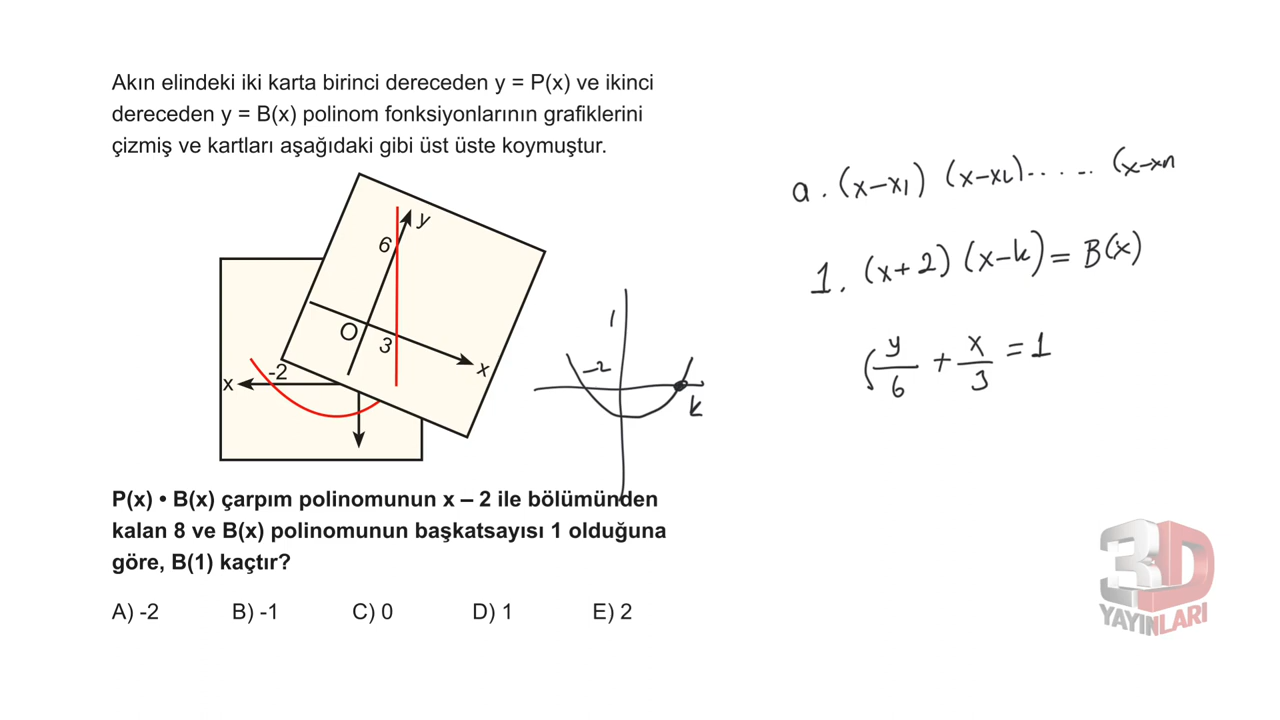 Akın elindeki iki karta birinci dereceden y = P(x) ve ikinci
dereceden y = B(x) polinom fonksiyonlarının grafiklerini
çizmiş ve kartları aşağıdaki gibi üst üste koymuştur.
a . (x-x1) (x-x2)..... (x-xn
1. (x+2) (x-k) = B(x)
y/6 + x/3 = 1
y
6
O
3
x
-2
x
-2
k
P(x) • B(x) çarpım polinomunun x – 2 ile bölümünden
kalan 8 ve B(x) polinomunun başkatsayısı 1 olduğuna
göre, B(1) kaçtır?
A) -2 B) -1 C) 0 D) 1 E) 2
3D
YAYINLARI